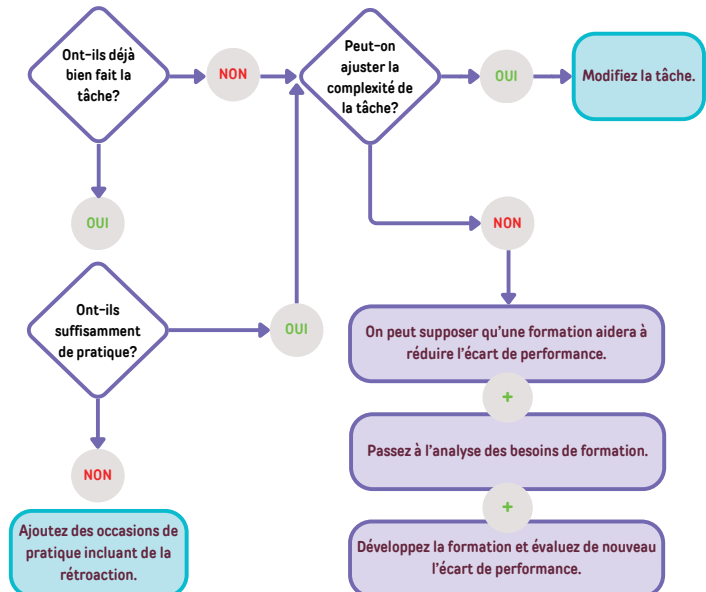 Ont-ils déjà
bien fait la
tâche?
NON
Peut-on
ajuster la
complexité de
la tâche?
OUI
Modifiez la tâche.
OUI
NON
Ont-ils
suffisamment
de pratique?
OUI
On peut supposer qu'une formation aidera à
réduire l'écart de performance.
+
Passez à l'analyse des besoins de formation.
NON
+
Ajoutez des occasions de
pratique incluant de la
rétroaction.
Développez la formation et évaluez de nouveau
l'écart de performance.